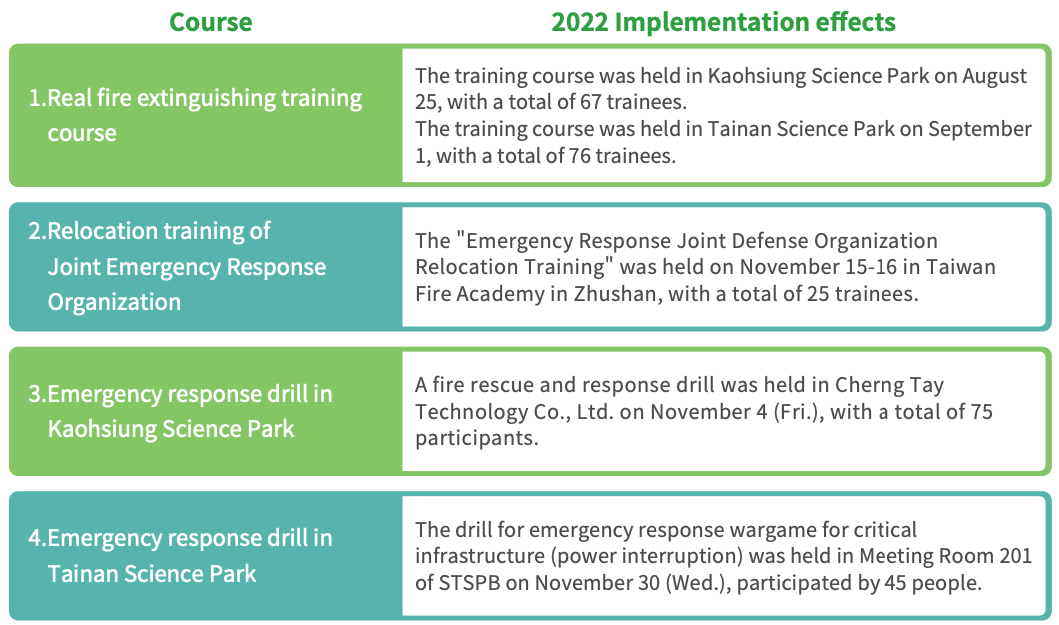 Course
2022 Implementation effects
1.Real fire extinguishing training
course
The training course was held in Kaohsiung Science Park on August
25, with a total of 67 trainees.
The training course was held in Tainan Science Park on September
1, with a total of 76 trainees.
2.Relocation training of
Joint Emergency Response
Organization
The "Emergency Response Joint Defense Organization
Relocation Training" was held on November 15-16 in Taiwan
Fire Academy in Zhushan, with a total of 25 trainees.
3.Emergency response drill in
Kaohsiung Science Park
A fire rescue and response drill was held in Cherng Tay
Technology Co., Ltd. on November 4 (Fri.), with a total of 75
participants.
4.Emergency response drill in
Tainan Science Park
The drill for emergency response wargame for critical
infrastructure (power interruption) was held in Meeting Room 201
of STSPB on November 30 (Wed.), participated by 45 people.